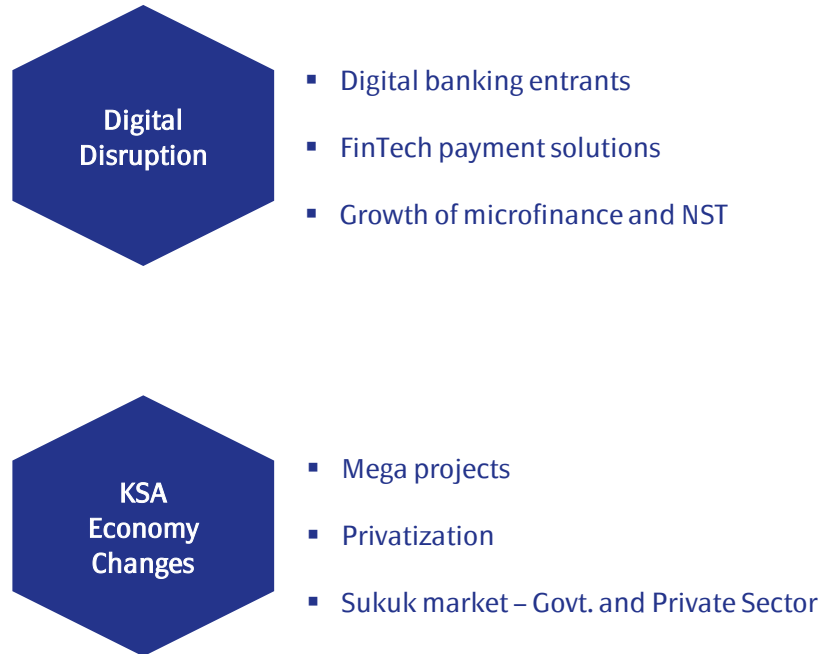 Digital
Disruption
▪ Digital banking entrants
▪ FinTech payment solutions
▪ Growth of microfinance and NST
KSA
Economy
Changes
▪ Mega projects
▪ Privatization
▪ Sukuk market – Govt. and Private Sector